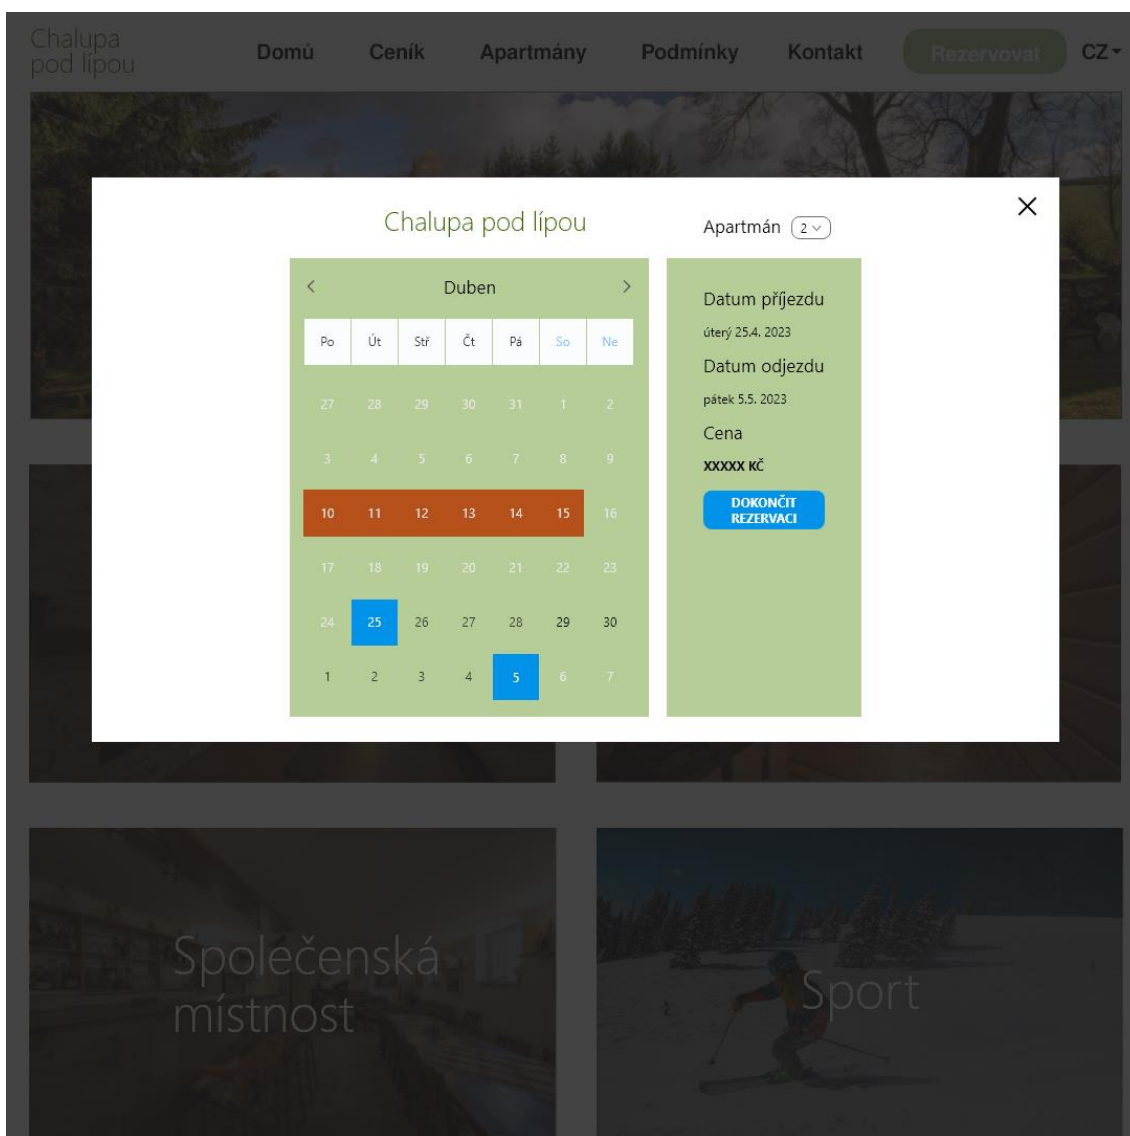 Chalupa
pod lípou
Domů Ceník Apartmány Podmínky Kontakt Rezervovat CZ
Chalupa pod lípou
Apartmán 2
Duben
Po Út Stř Čt Pá So Ne
27 28 29 30 31 1 2
3 4 5 6 7 8 9
10 11 12 13 14 15 16
17 18 19 20 21 22 23
24 25 26 27 28 29 30
1 2 3 4 5 6 7
Datum příjezdu
úterý 25.4. 2023
Datum odjezdu
pátek 5.5. 2023
Cena
XXXXX KČ
DOKONČIT
REZERVACI
Společenská
místnost
Sport